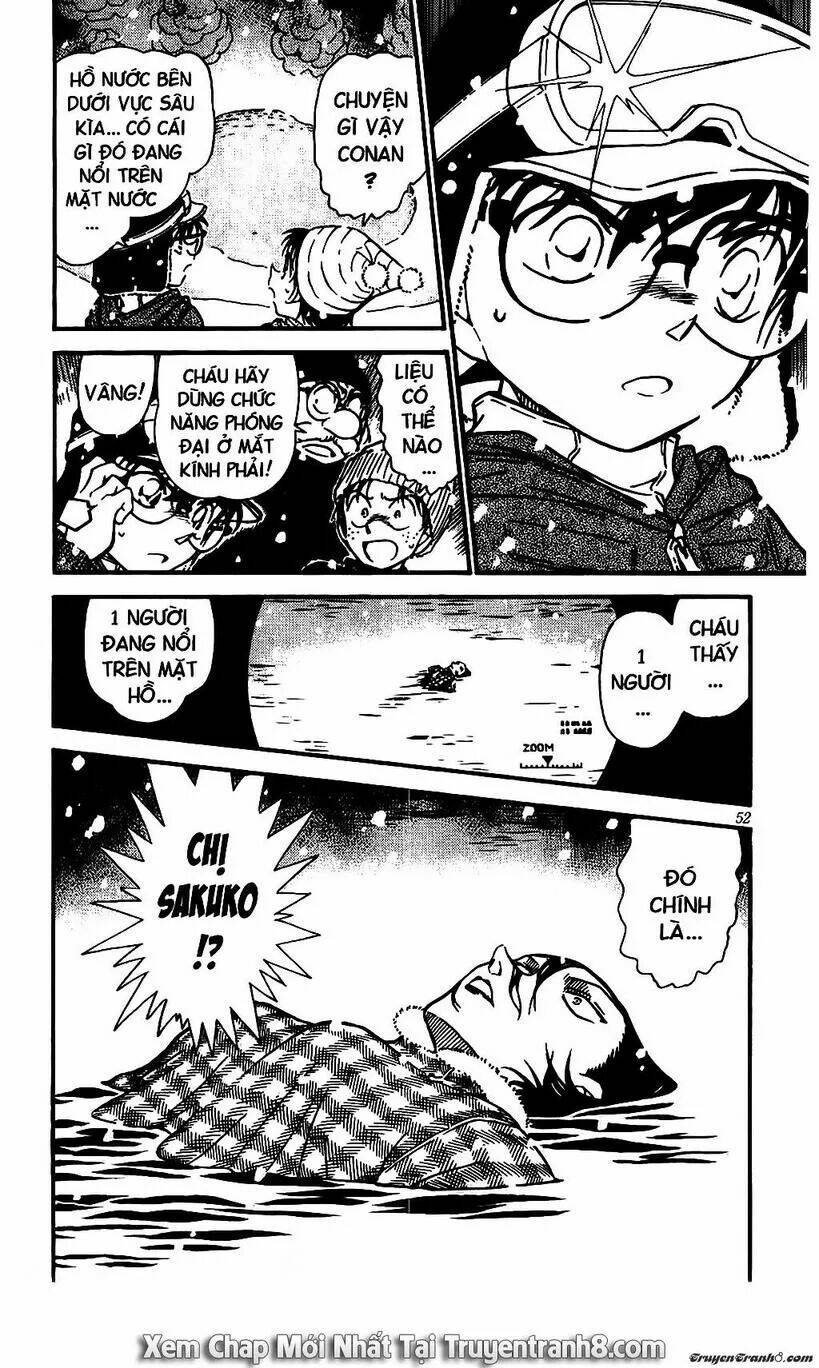 CHUYỆN
GÌ VẬY
CONAN
?
HỒ NƯỚC BÊN
DƯỚI VỰC SÂU
KÌA... CÓ CÁI
GÌ ĐÓ ĐANG
NỔI TRÊN
MẶT NƯỚC
...
LIỆU
CÓ
THỂ
NÀO
...
CHÁU HÃY
DÙNG CHỨC
NĂNG PHÓNG
ĐẠI Ở MẮT
KÍNH PHẢI!
VÂNG!
CHÁU
THẤY
...
1
NGƯỜI
...
1 NGƯỜI
ĐANG NỔI
TRÊN MẶT
HỒ...
ZOOM
52
ĐÓ
CHÍNH
LÀ...
CHỊ
SAKUKO
!?
Xem Chap Mới Nhất Tại Truyentranh8.com
TruyenTranh8.com